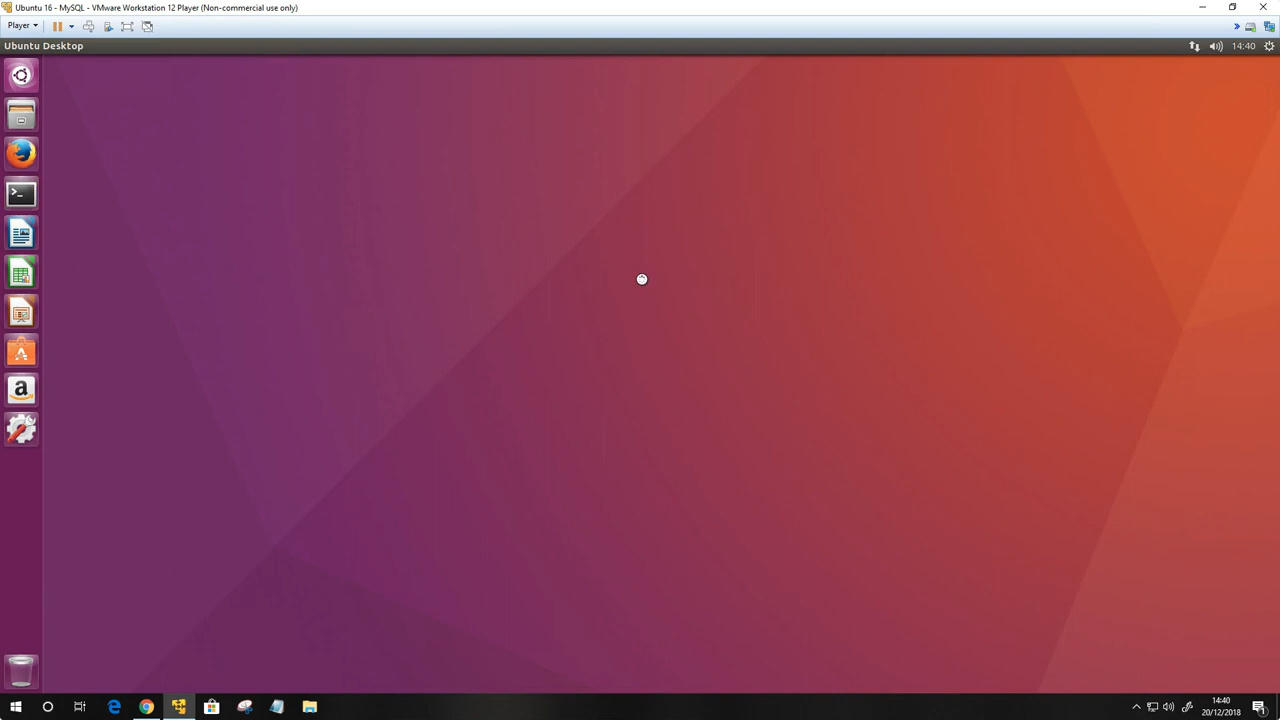 Ubuntu 16 - MySQL - VMware Workstation 12 Player (Non-commercial use only)
Player
Ubuntu Desktop
14:40
14:40
20/12/2018
1